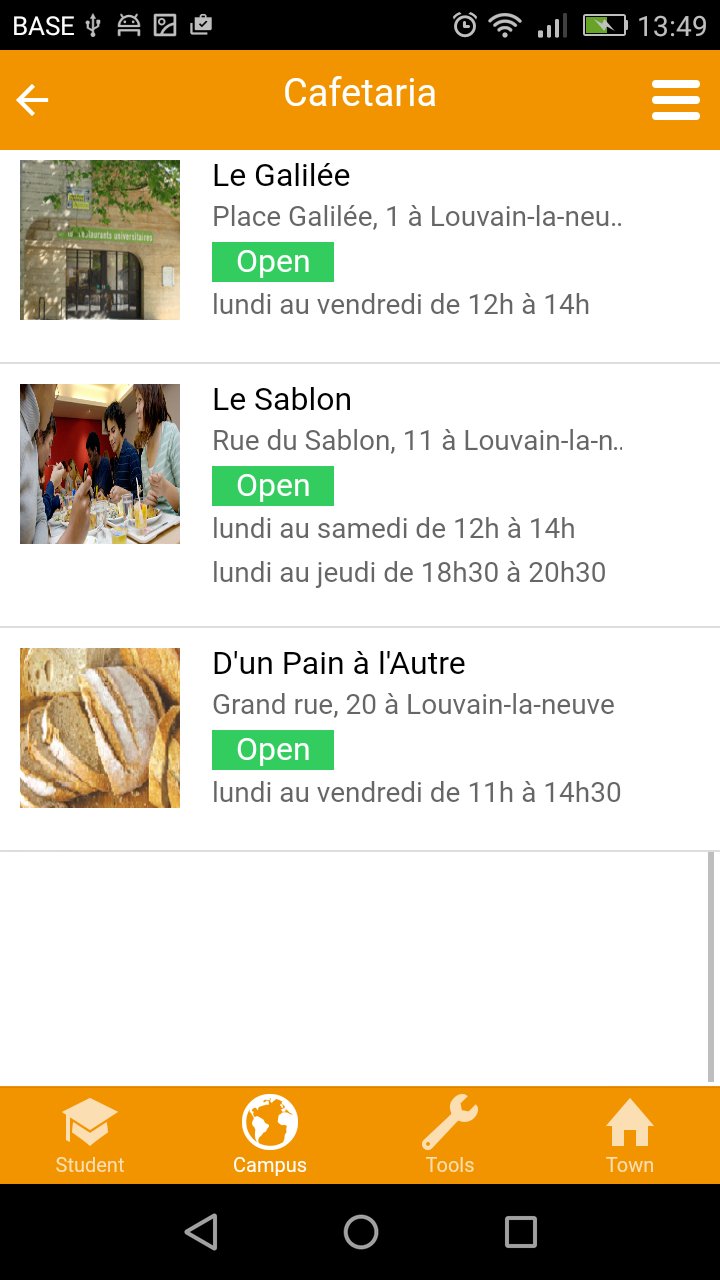 BASE 13:49
Cafetaria
Le Galilée
Place Galilée, 1 à Louvain-la-neu..
Open
lundi au vendredi de 12h à 14h
restaurants universitaires
Le Sablon
Rue du Sablon, 11 à Louvain-la-n..
Open
lundi au samedi de 12h à 14h
lundi au jeudi de 18h30 à 20h30
D'un Pain à l'Autre
Grand rue, 20 à Louvain-la-neuve
Open
lundi au vendredi de 11h à 14h30
Student Campus Tools Town